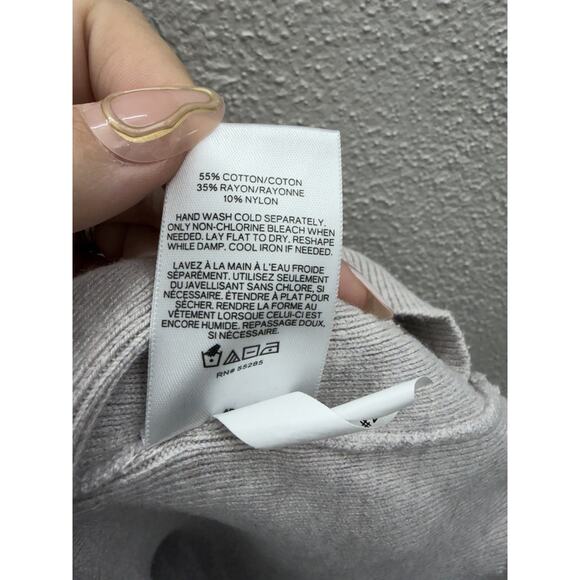 55% COTTON/COTON
35% RAYON/RAYONNE
10% NYLON
HAND WASH COLD SEPARATELY.
ONLY NON-CHLORINE BLEACH WHEN
NEEDED. LAY FLAT TO DRY. RESHAPE
WHILE DAMP. COOL IRON IF NEEDED.
LAVEZ À LA MAIN À L'EAU FROIDE
SÉPARÉMENT. UTILISEZ SEULEMENT
DU JAVELLISANT SANS CHLORE, SI
NÉCESSAIRE. ÉTENDRE À PLAT POUR
SÉCHER. RENDRE LA FORME AU
VÊTEMENT LORSQUE CELUI-CI EST
ENCORE HUMIDE. REPASSAGE DOUX,
SI NÉCESSAIRE.
RN# 55285